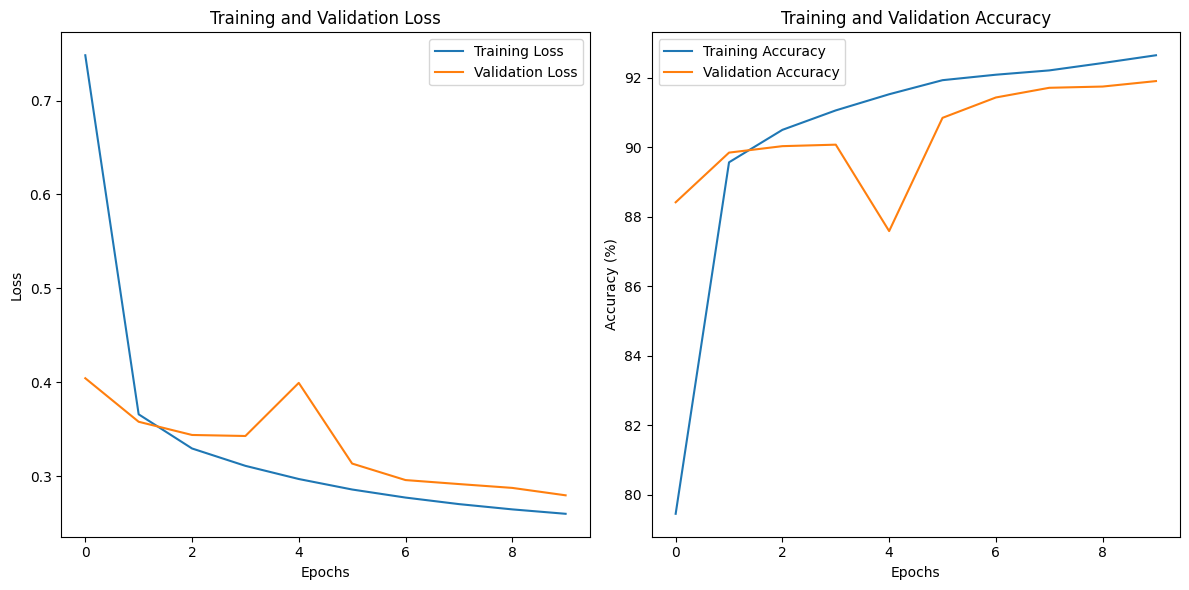 Training and Validation Loss
Training Loss
Validation Loss
0.7
0.6
0.5
0.4
0.3
Loss
0 2 4 6 8
Epochs
Training and Validation Accuracy
Training Accuracy
Validation Accuracy
92
90
88
86
84
82
80
Accuracy (%)
0 2 4 6 8
Epochs